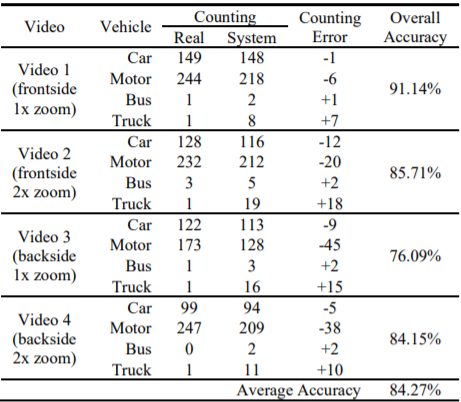 Video Vehicle Counting Counting Error Overall Accuracy
Real System
Video 1 (frontside 1x zoom) Car 149 148 -1 91.14%
Motor 244 218 -6
Bus 1 2 +1
Truck 1 8 +7
Video 2 (frontside 2x zoom) Car 128 116 -12 85.71%
Motor 232 212 -20
Bus 3 5 +2
Truck 1 19 +18
Video 3 (backside 1x zoom) Car 122 113 -9 76.09%
Motor 173 128 -45
Bus 1 3 +2
Truck 1 16 +15
Video 4 (backside 2x zoom) Car 99 94 -5 84.15%
Motor 247 209 -38
Bus 0 2 +2
Truck 1 11 +10
Average Accuracy 84.27%